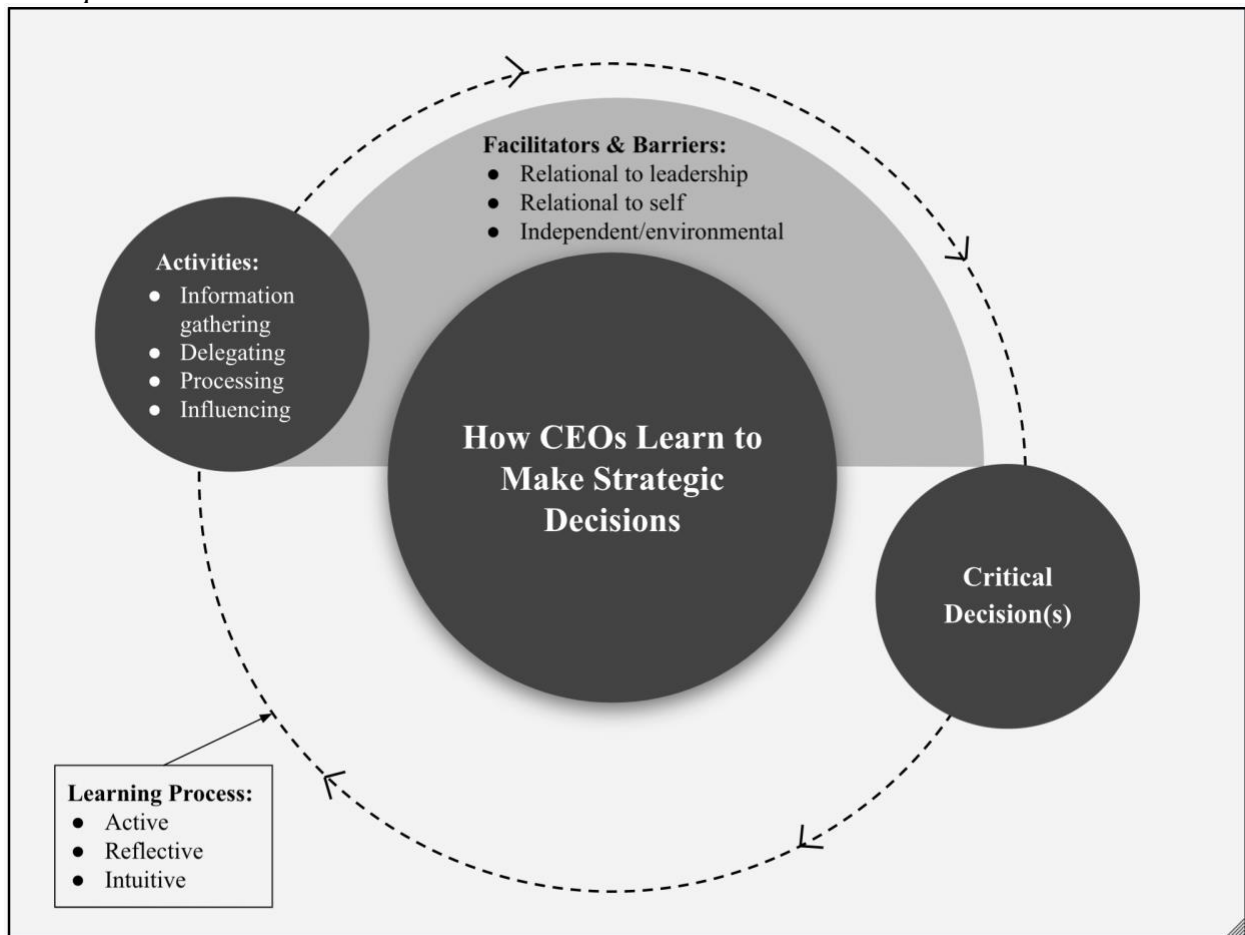 Facilitators & Barriers:
● Relational to leadership
● Relational to self
● Independent/environmental
Activities:
● Information
gathering
● Delegating
● Processing
● Influencing
How CEOs Learn to
Make Strategic
Decisions
Critical
Decision(s)
Learning Process:
● Active
● Reflective
● Intuitive